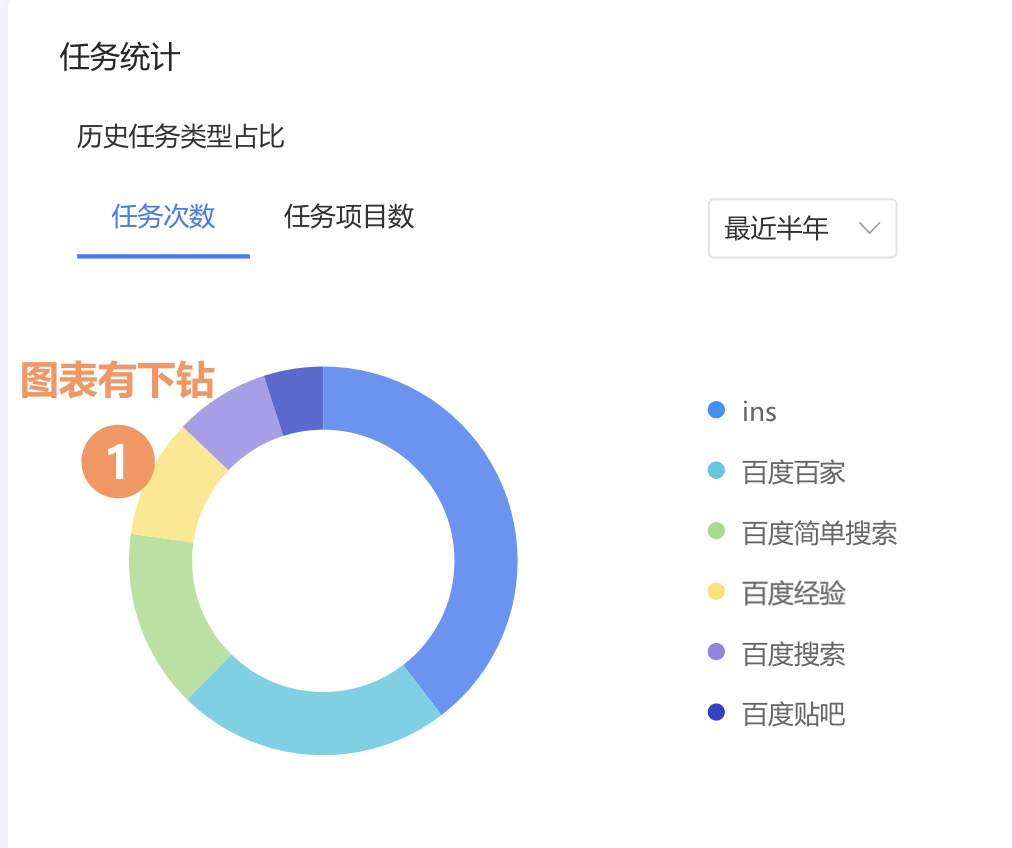 任务统计
历史任务类型占比
任务次数 任务项目数 最近半年
图表有下钻
1
ins
百度百家
百度简单搜索
百度经验
百度搜索
百度贴吧